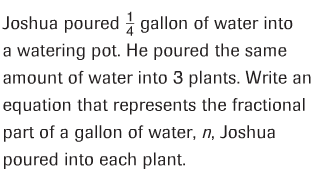 Joshua poured 1/4 gallon of water into
a watering pot. He poured the same
amount of water into 3 plants. Write an
equation that represents the fractional
part of a gallon of water, n, Joshua
poured into each plant.